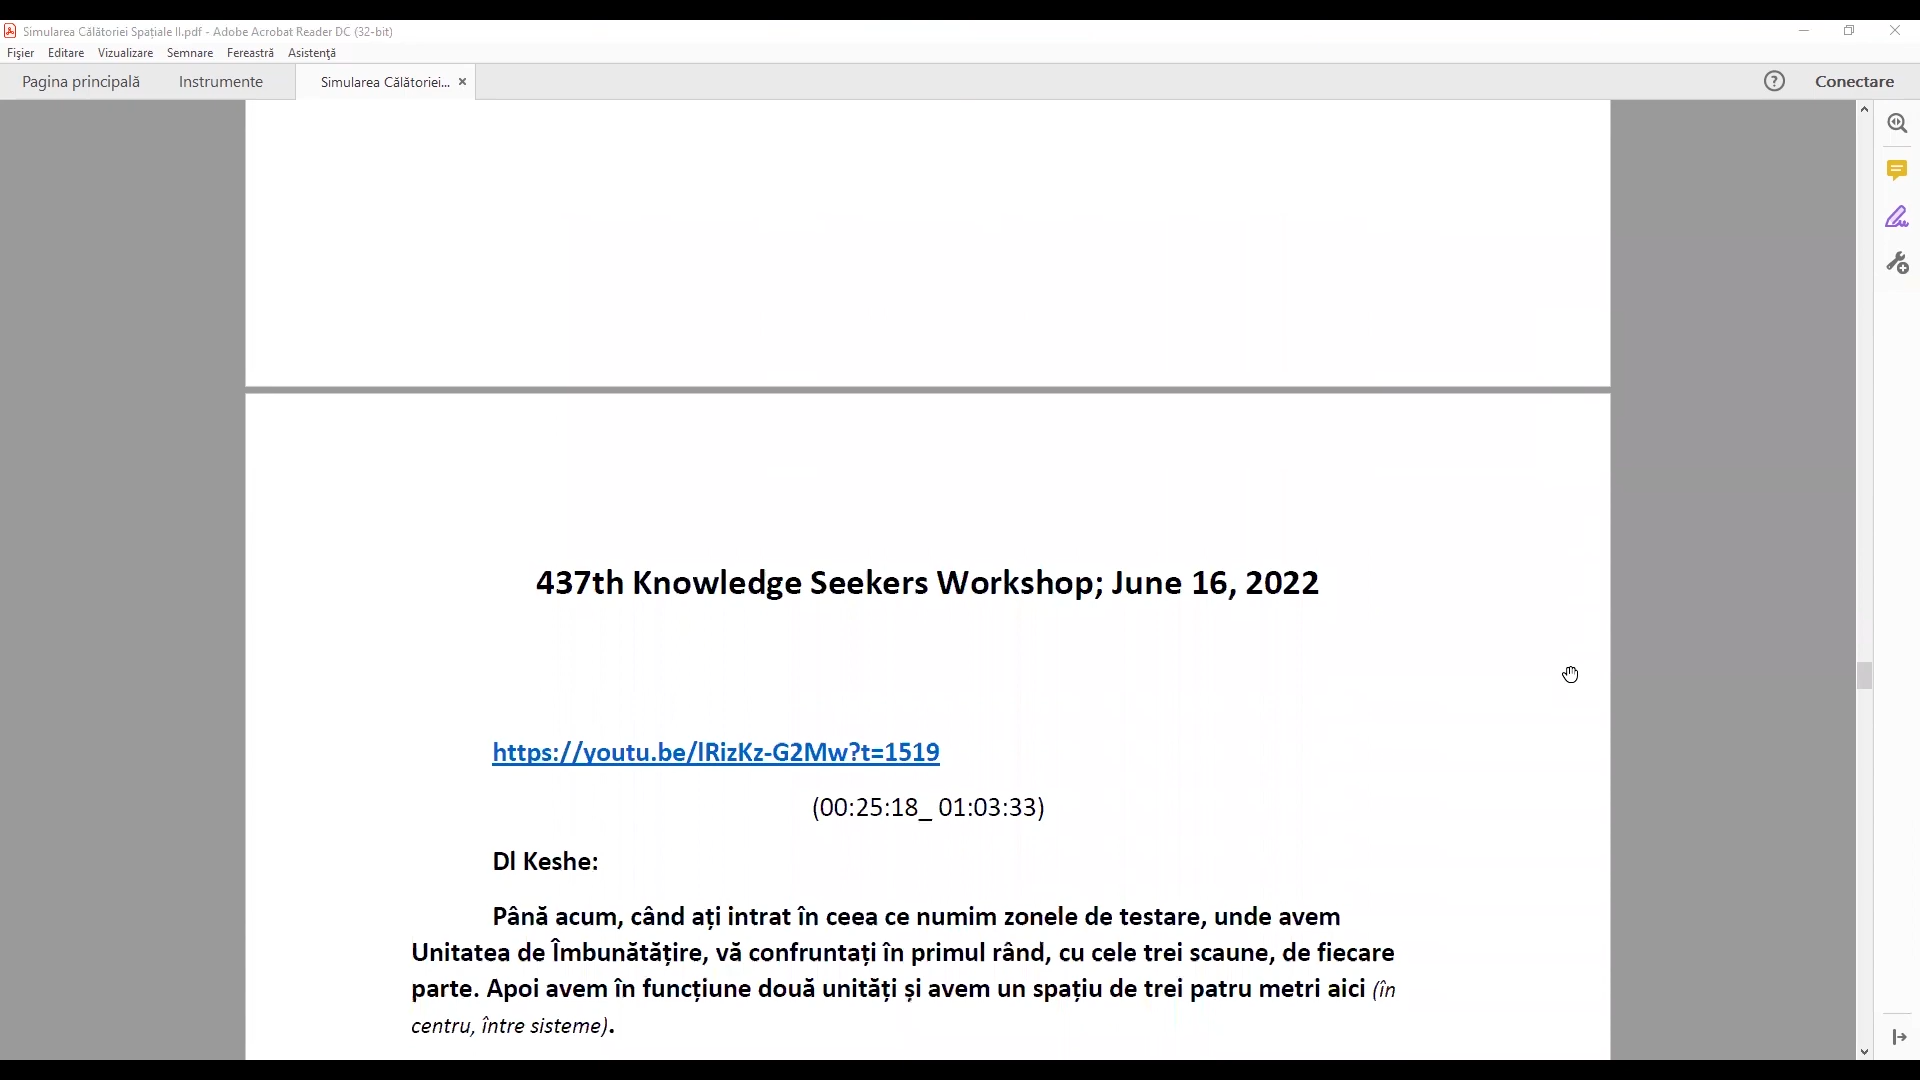 Simularea Călătoriei Spațiale II.pdf - Adobe Acrobat Reader DC (32-bit)
Fișier Editare Vizualizare Semnare Fereastră Asistență
Pagina principală Instrumente Simularea Călătoriei... Conectare
437th Knowledge Seekers Workshop; June 16, 2022
https://youtu.be/lRizKz-G2Mw?t=1519
(00:25:18_ 01:03:33)
Dl Keshe:
Până acum, când ați intrat în ceea ce numim zonele de testare, unde avem
Unitatea de Îmbunătățire, vă confruntați în primul rând, cu cele trei scaune, de fiecare
parte. Apoi avem în funcțiune două unități și avem un spațiu de trei patru metri aici (în
centru, între sisteme).